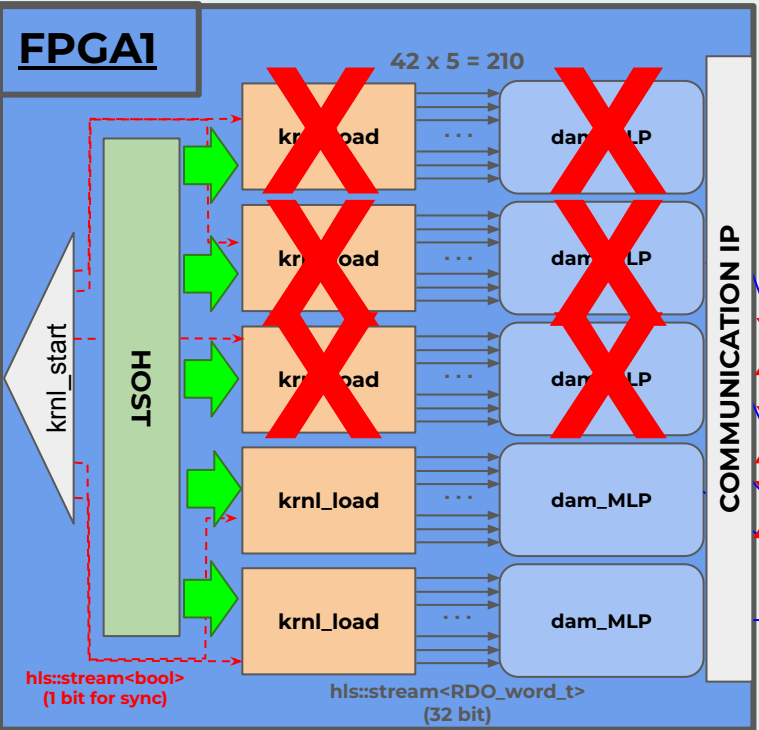 FPGA1
42 x 5 = 210
krnl_start
HOST
...
...
...
krnl_load
...
dam_MLP
krnl_load
...
dam_MLP
COMMUNICATION IP
hls::stream<bool>
(1 bit for sync)
hls::stream<RDO_word_t>
(32 bit)